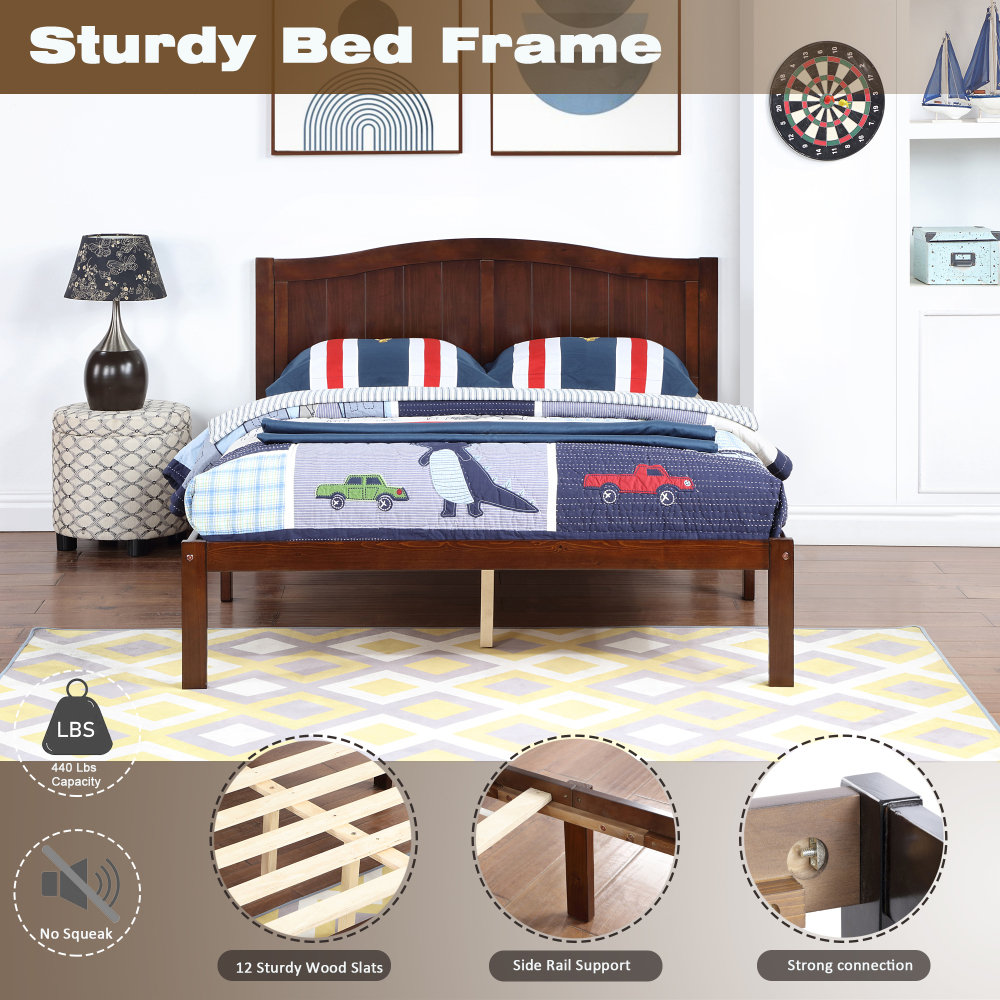 Sturdy Bed Frame
LBS
440 Lbs
Capacity
No Squeak
12 Sturdy Wood Slats
Side Rail Support
Strong connection